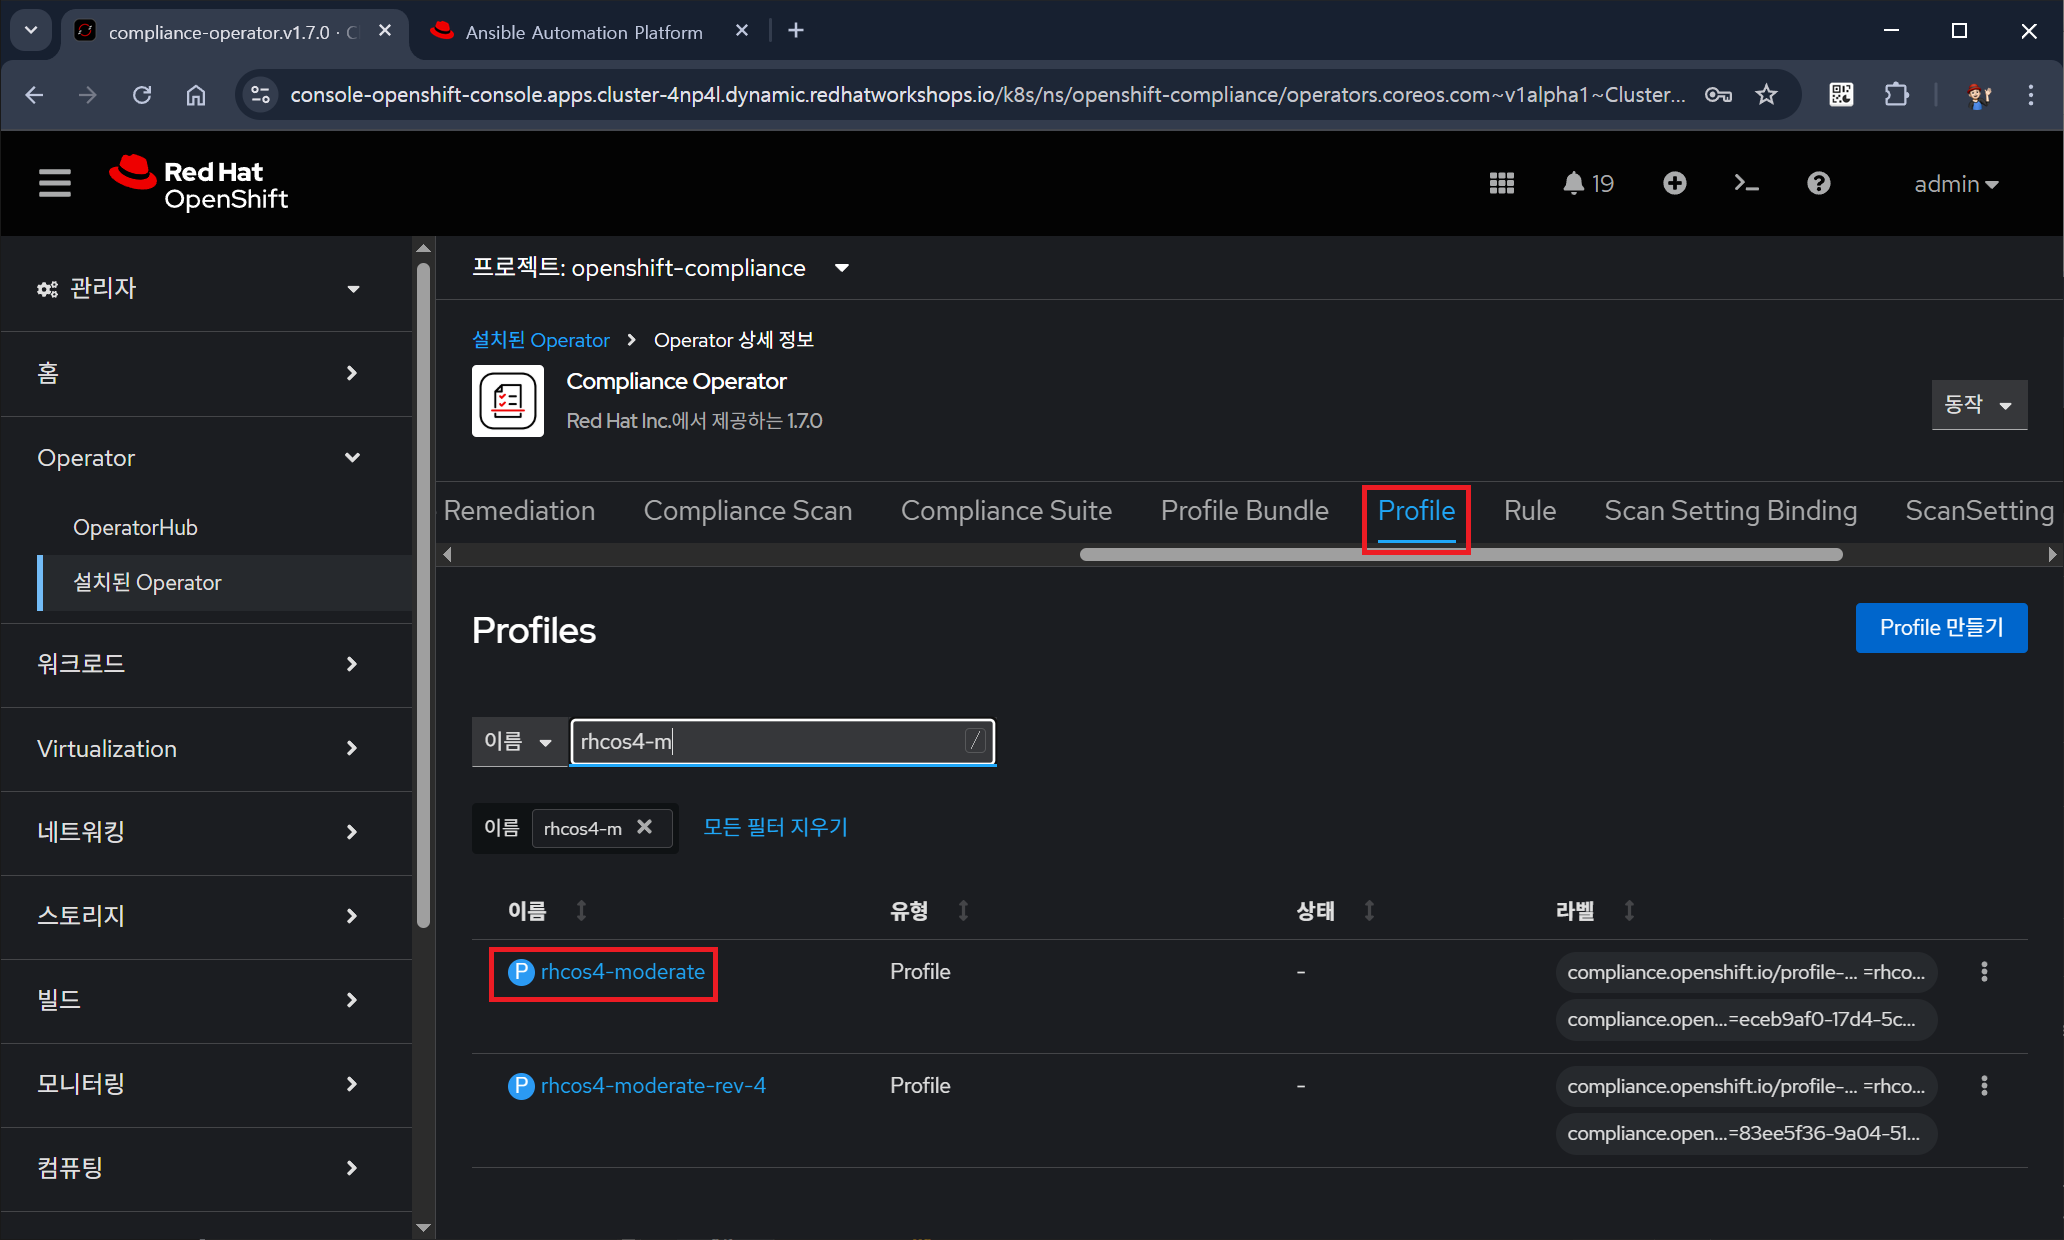 compliance-operator.v1.7.0 · C
Ansible Automation Platform
console-openshift-console.apps.cluster-4np4l.dynamic.redhatworkshops.io/k8s/ns/openshift-compliance/operators.coreos.com~v1alpha1~Cluster...
Red Hat
OpenShift
19
admin
관리자
홈
Operator
OperatorHub
설치된 Operator
워크로드
Virtualization
네트워킹
스토리지
빌드
모니터링
컴퓨팅
프로젝트: openshift-compliance
설치된 Operator
Operator 상세 정보
Compliance Operator
Red Hat Inc.에서 제공하는 1.7.0
동작
Remediation
Compliance Scan
Compliance Suite
Profile Bundle
Profile
Rule
Scan Setting Binding
ScanSetting
Profiles
Profile 만들기
이름
rhcos4-m
/
이름
rhcos4-m
모든 필터 지우기
이름
유형
상태
라벨
P rhcos4-moderate
Profile
-
compliance.openshift.io/profile-... =rhco...
compliance.open...=eceb9af0-17d4-5c...
P rhcos4-moderate-rev-4
Profile
-
compliance.openshift.io/profile-... =rhco...
compliance.open...=83ee5f36-9a04-51...